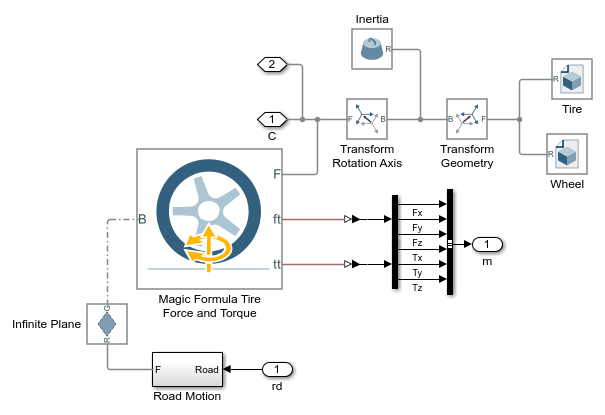 Inertia
R
2
1
C
F
B
Transform
Rotation Axis
B
F
Transform
Geometry
R
Tire
R
Wheel
F
B
ft
tt
Magic Formula Tire
Force and Torque
Fx
Fy
Fz
Tx
Ty
Tz
1
m
G
Infinite Plane
R
F
Road
Road Motion
1
rd